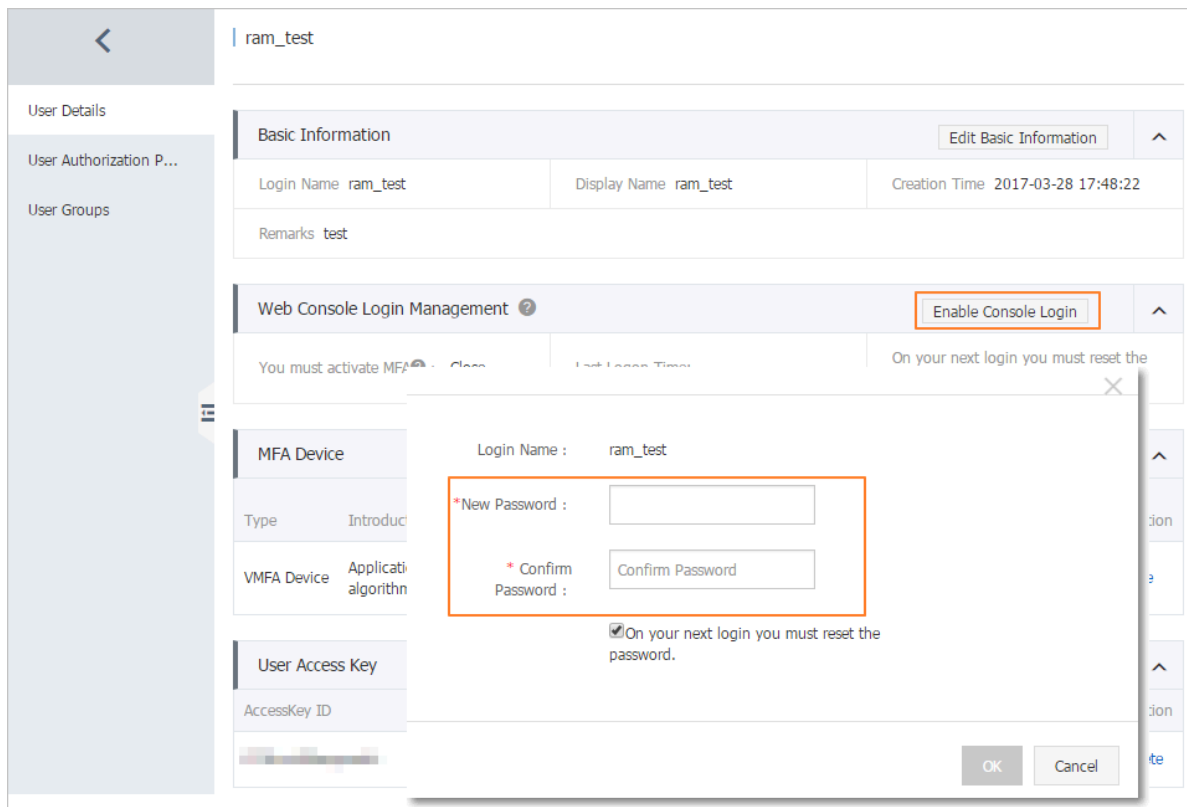 ram_test
User Details
User Authorization P...
User Groups
Basic Information
Edit Basic Information
Login Name ram_test
Display Name ram_test
Creation Time 2017-03-28 17:48:22
Remarks test
Web Console Login Management ?
Enable Console Login
You must activate MFA
On your next login you must reset the
Login Name : ram_test
*New Password :
* Confirm
Password :
Confirm Password
On your next login you must reset the
password.
OK
Cancel
MFA Device
Type
VMFA Device
User Access Key
AccessKey ID